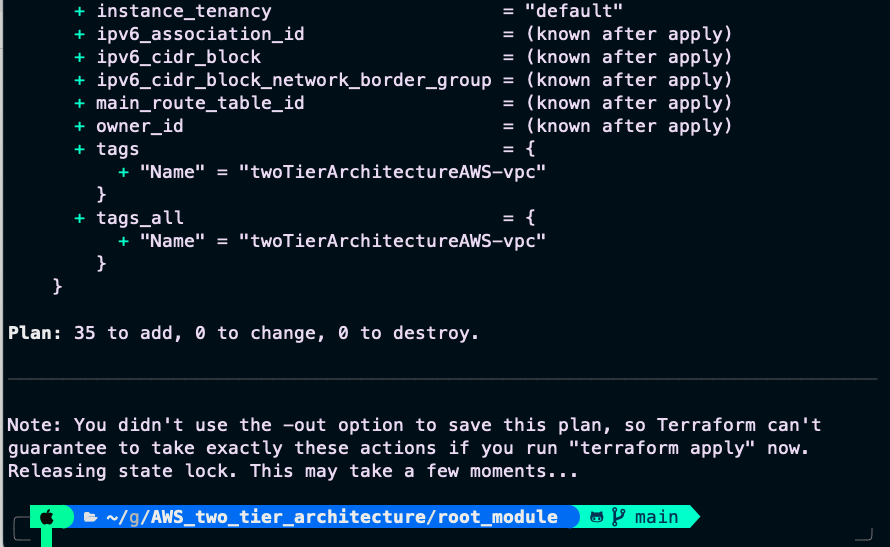 + instance_tenancy = "default"
+ ipv6_association_id = (known after apply)
+ ipv6_cidr_block = (known after apply)
+ ipv6_cidr_block_network_border_group = (known after apply)
+ main_route_table_id = (known after apply)
+ owner_id = (known after apply)
+ tags = {
+ "Name" = "twoTierArchitectureAWS-vpc"
}
+ tags_all = {
+ "Name" = "twoTierArchitectureAWS-vpc"
}
}
Plan: 35 to add, 0 to change, 0 to destroy.
Note: You didn't use the -out option to save this plan, so Terraform can't
guarantee to take exactly these actions if you run "terraform apply" now.
Releasing state lock. This may take a few moments...
~/g/AWS_two_tier_architecture/root_module main